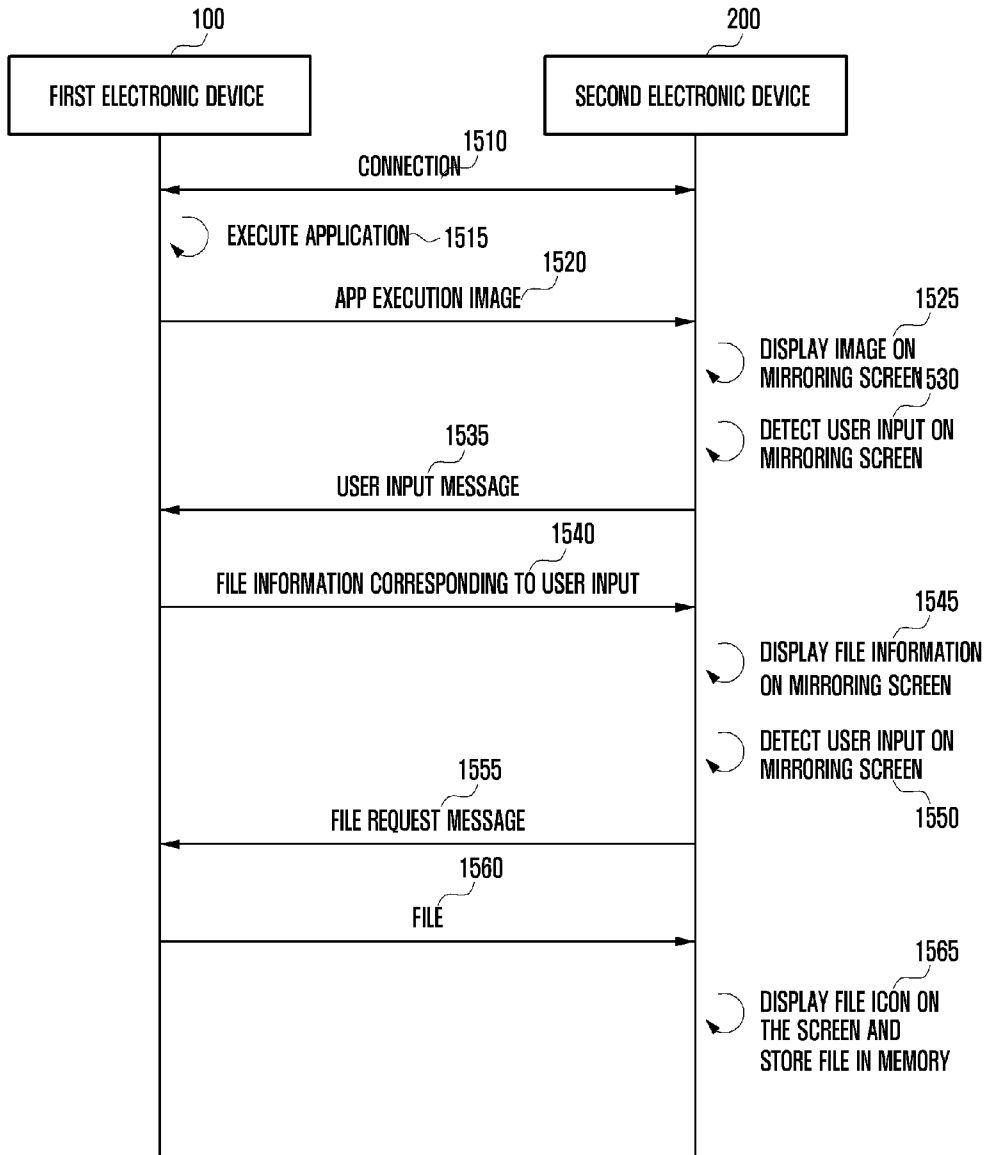 100
200
FIRST ELECTRONIC DEVICE
SECOND ELECTRONIC DEVICE
1510
CONNECTION
EXECUTE APPLICATION
1515
1520
APP EXECUTION IMAGE
1525
DISPLAY IMAGE ON
MIRRORING SCREEN
1530
DETECT USER INPUT ON
MIRRORING SCREEN
1535
USER INPUT MESSAGE
1540
FILE INFORMATION CORRESPONDING TO USER INPUT
1545
DISPLAY FILE INFORMATION
ON MIRRORING SCREEN
DETECT USER INPUT ON
MIRRORING SCREEN
1550
1555
FILE REQUEST MESSAGE
1560
FILE
1565
DISPLAY FILE ICON ON
THE SCREEN AND
STORE FILE IN MEMORY